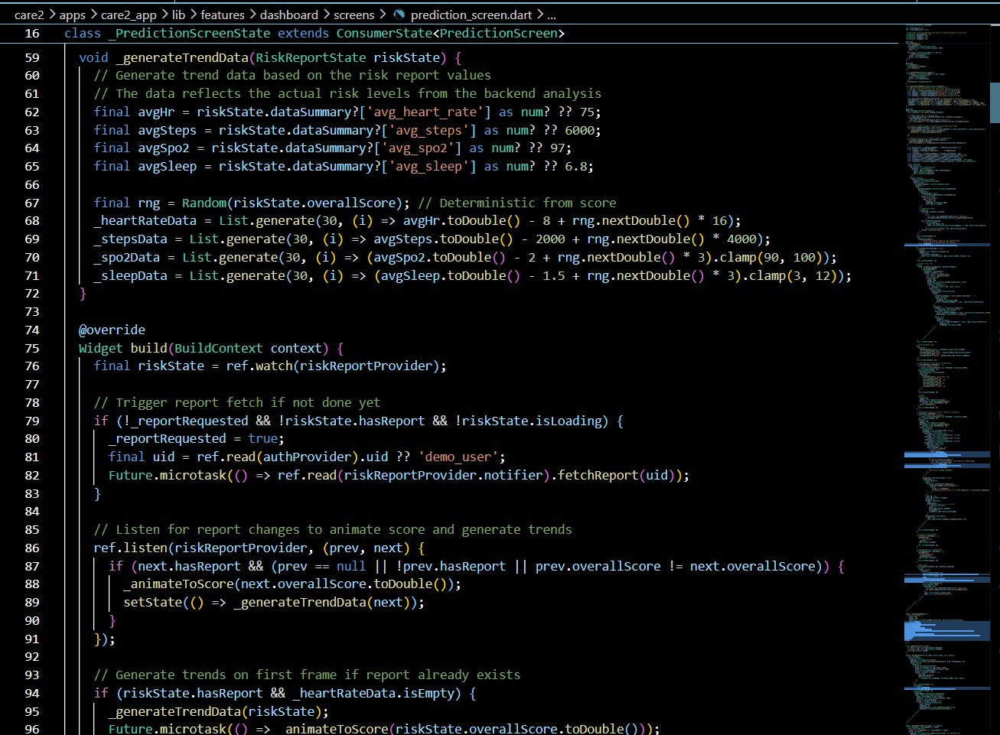 care2 > apps > care2_app > lib > features > dashboard > screens > prediction_screen.dart > ...
16 class _PredictionScreenState extends ConsumerState<PredictionScreen>
59 void _generateTrendData(RiskReportState riskState) {
60 // Generate trend data based on the risk report values
61 // The data reflects the actual risk levels from the backend analysis
62 final avgHr = riskState.dataSummary?['avg_heart_rate'] as num? ?? 75;
63 final avgSteps = riskState.dataSummary?['avg_steps'] as num? ?? 6000;
64 final avgSpo2 = riskState.dataSummary?['avg_spo2'] as num? ?? 97;
65 final avgSleep = riskState.dataSummary?['avg_sleep'] as num? ?? 6.8;
66
67 final rng = Random(riskState.overallScore); // Deterministic from score
68 _heartRateData = List.generate(30, (i) => avgHr.toDouble() - 8 + rng.nextDouble() * 16);
69 _stepsData = List.generate(30, (i) => avgSteps.toDouble() - 2000 + rng.nextDouble() * 4000);
70 _spo2Data = List.generate(30, (i) => (avgSpo2.toDouble() - 2 + rng.nextDouble() * 3).clamp(90, 100));
71 _sleepData = List.generate(30, (i) => (avgSleep.toDouble() - 1.5 + rng.nextDouble() * 3).clamp(3, 12));
72 }
73
74 @override
75 Widget build(BuildContext context) {
76 final riskState = ref.watch(riskReportProvider);
77
78 // Trigger report fetch if not done yet
79 if (!_reportRequested && !riskState.hasReport && !riskState.isLoading) {
80 _reportRequested = true;
81 final uid = ref.read(authProvider).uid ?? 'demo_user';
82 Future.microtask(() => ref.read(riskReportProvider.notifier).fetchReport(uid));
83 }
84
85 // Listen for report changes to animate score and generate trends
86 ref.listen(riskReportProvider, (prev, next) {
87 if (next.hasReport && (prev == null || !prev.hasReport || prev.overallScore != next.overallScore)) {
88 _animateToScore(next.overallScore.toDouble());
89 setState(() => _generateTrendData(next));
90 }
91 });
92
93 // Generate trends on first frame if report already exists
94 if (riskState.hasReport && _heartRateData.isEmpty) {
95 _generateTrendData(riskState);
96 Future.microtask(() => _animateToScore(riskState.overallScore.toDouble()));